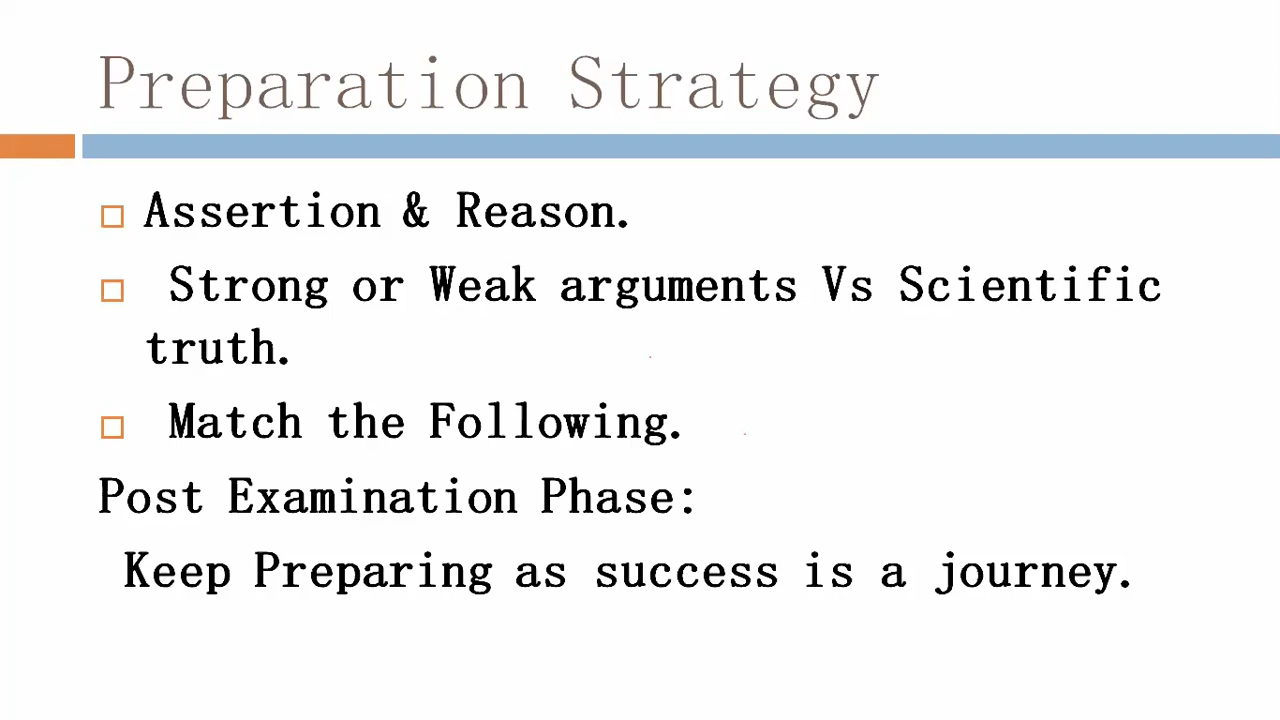 Preparation Strategy
Assertion & Reason.
Strong or Weak arguments Vs Scientific
truth.
Match the Following.
Post Examination Phase:
Keep Preparing as success is a journey.